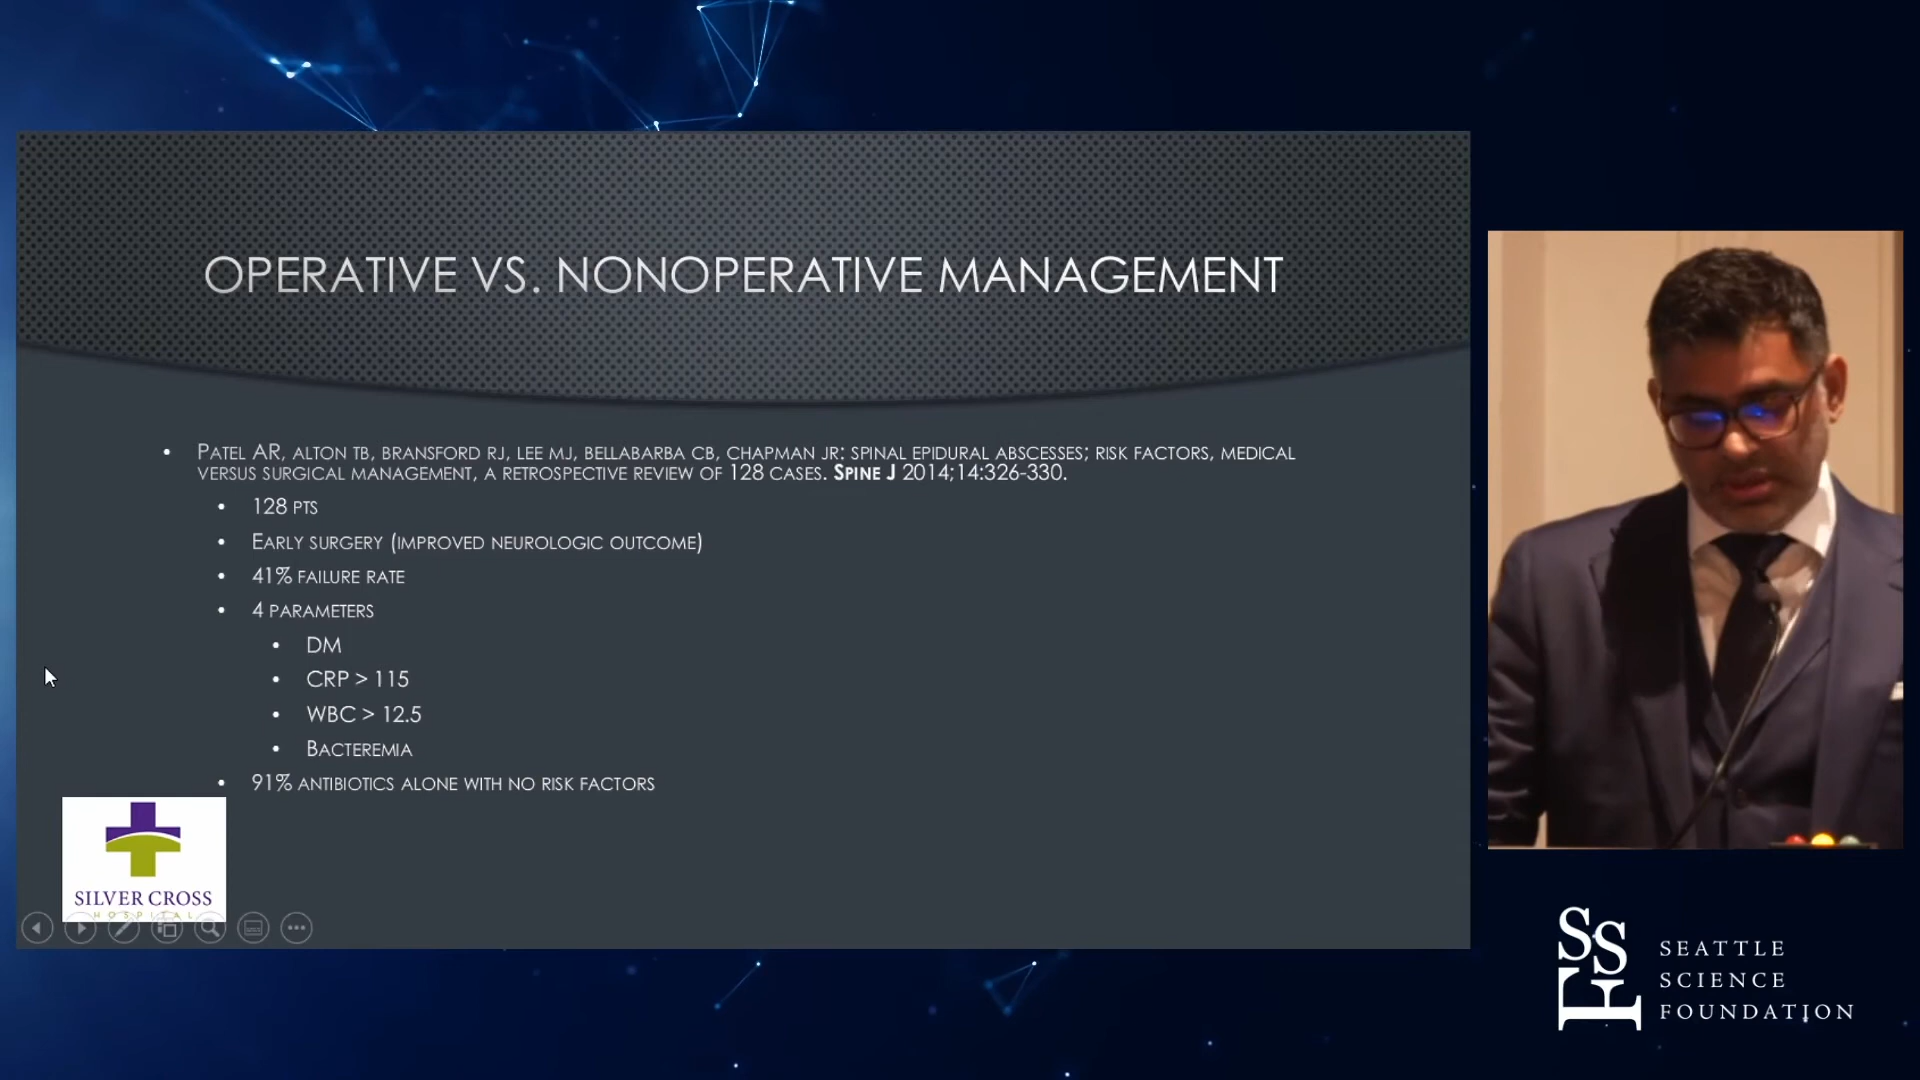 OPERATIVE VS. NONOPERATIVE MANAGEMENT
• PATEL AR, ALTON TB, BRANSFORD RJ, LEE MJ, BELLABARBA CB, CHAPMAN JR: SPINAL EPIDURAL ABSCESSES; RISK FACTORS, MEDICAL
VERSUS SURGICAL MANAGEMENT, A RETROSPECTIVE REVIEW OF 128 CASES. SPINE J 2014;14:326-330.
• 128 PTS
• EARLY SURGERY (IMPROVED NEUROLOGIC OUTCOME)
• 41% FAILURE RATE
• 4 PARAMETERS
• DM
• CRP > 115
• WBC > 12.5
• BACTEREMIA
• 91% ANTIBIOTICS ALONE WITH NO RISK FACTORS
SILVER CROSS
HOSPITAL
SSF
SEATTLE
SCIENCE
FOUNDATION